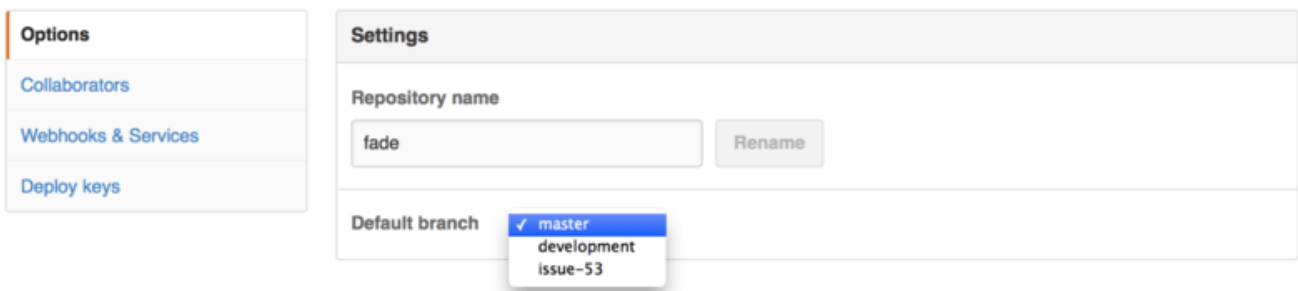 Options
Collaborators
Webhooks & Services
Deploy keys
Settings
Repository name
fade
Rename
Default branch
✓ master
development
issue-53